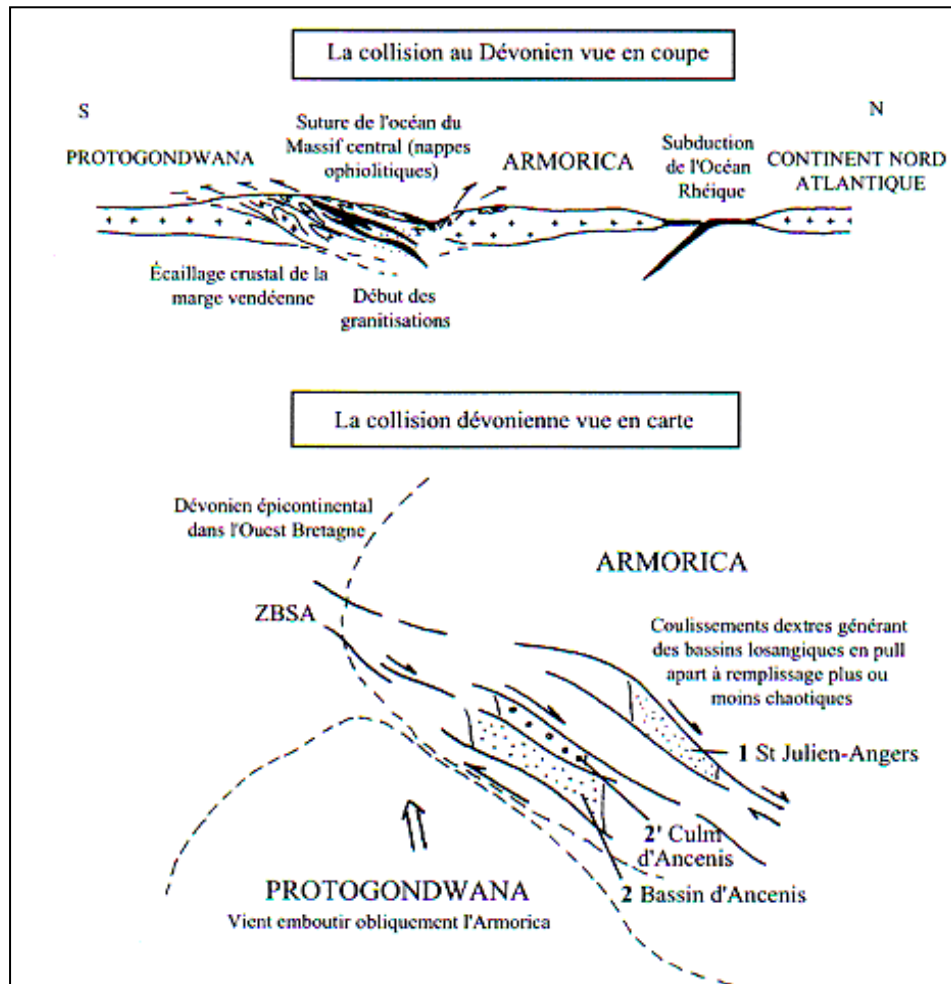 La collision au Dévonien vue en coupe
S
N
PROTOGONDWANA
Suture de l'océan du
Massif central (nappes
ophiolitiques)
ARMORICA
Subduction
de l'Océan
Rhéique
CONTINENT NORD
ATLANTIQUE
Écaillage crustal de la
marge vendéenne
Début des
granitisations
La collision dévonienne vue en carte
Dévonien épicontinental
dans l'Ouest Bretagne
ARMORICA
ZBSA
Coulissements dextres générant
des bassins losangiques en pull
apart à remplissage plus ou
moins chaotiques
1 St Julien-Angers
2' Culm
d'Ancenis
2 Bassin d'Ancenis
PROTOGONDWANA
Vient emboutir obliquement l'Armorica